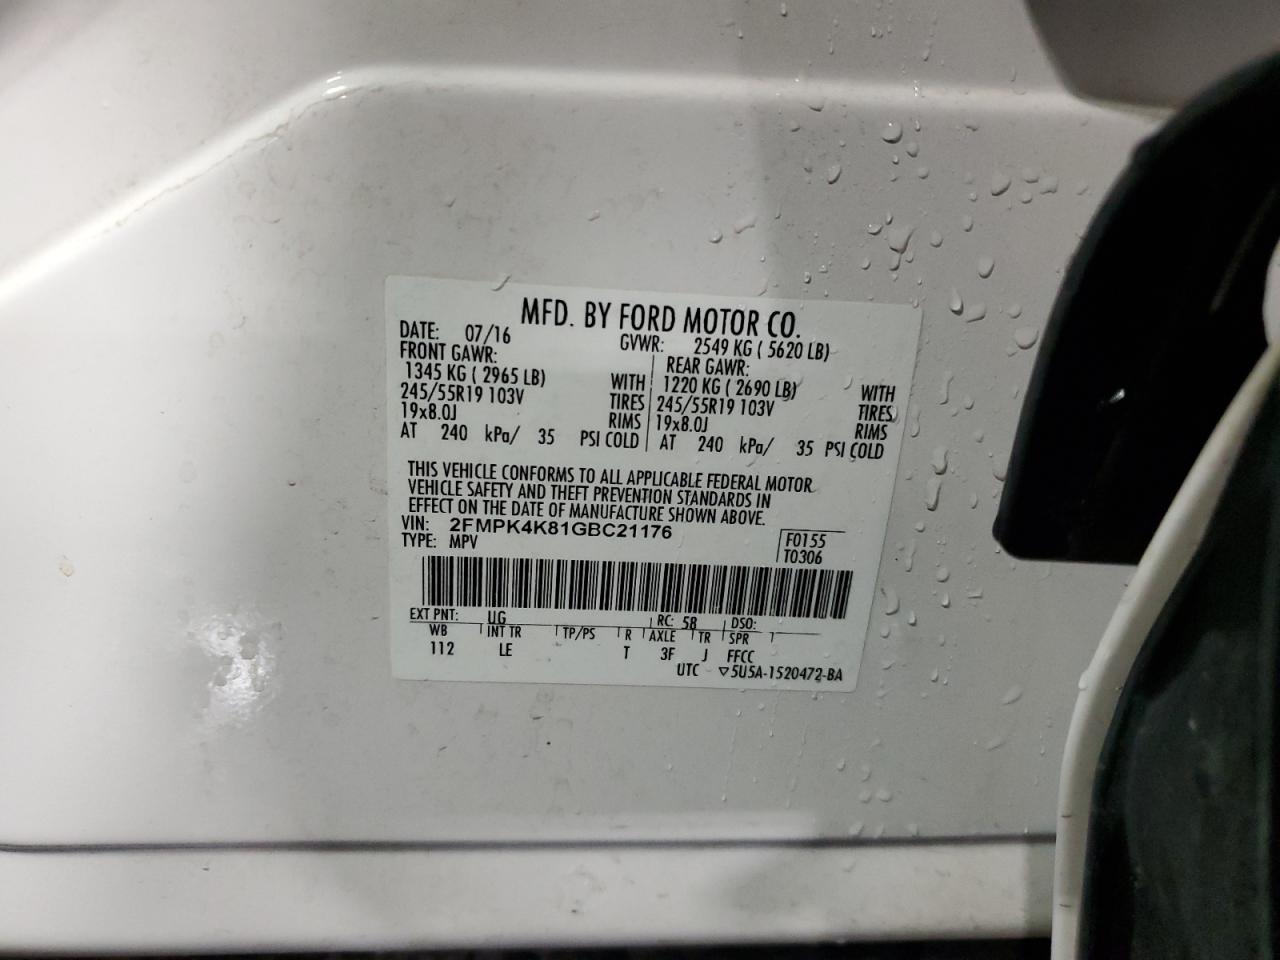 MFD. BY FORD MOTOR CO.
DATE: 07/16 GVWR: 2549 KG ( 5620 LB)
FRONT GAWR: REAR GAWR:
1345 KG ( 2965 LB) WITH 1220 KG ( 2690 LB) WITH
245/55R19 103V TIRES 245/55R19 103V TIRES
19x8.0J RIMS 19x8.0J RIMS
AT 240 kPa/ 35 PSI COLD AT 240 kPa/ 35 PSI COLD
THIS VEHICLE CONFORMS TO ALL APPLICABLE FEDERAL MOTOR
VEHICLE SAFETY AND THEFT PREVENTION STANDARDS IN
EFFECT ON THE DATE OF MANUFACTURE SHOWN ABOVE.
VIN: 2FMPK4K81GBC21176 F0155
TYPE: MPV T0306
EXT PNT: UG RC: 58 DSO:
WB INT TR TP/PS R AXLE TR SPR
112 LE T 3F J FFCC
UTC ▽5U5A-1520472-BA